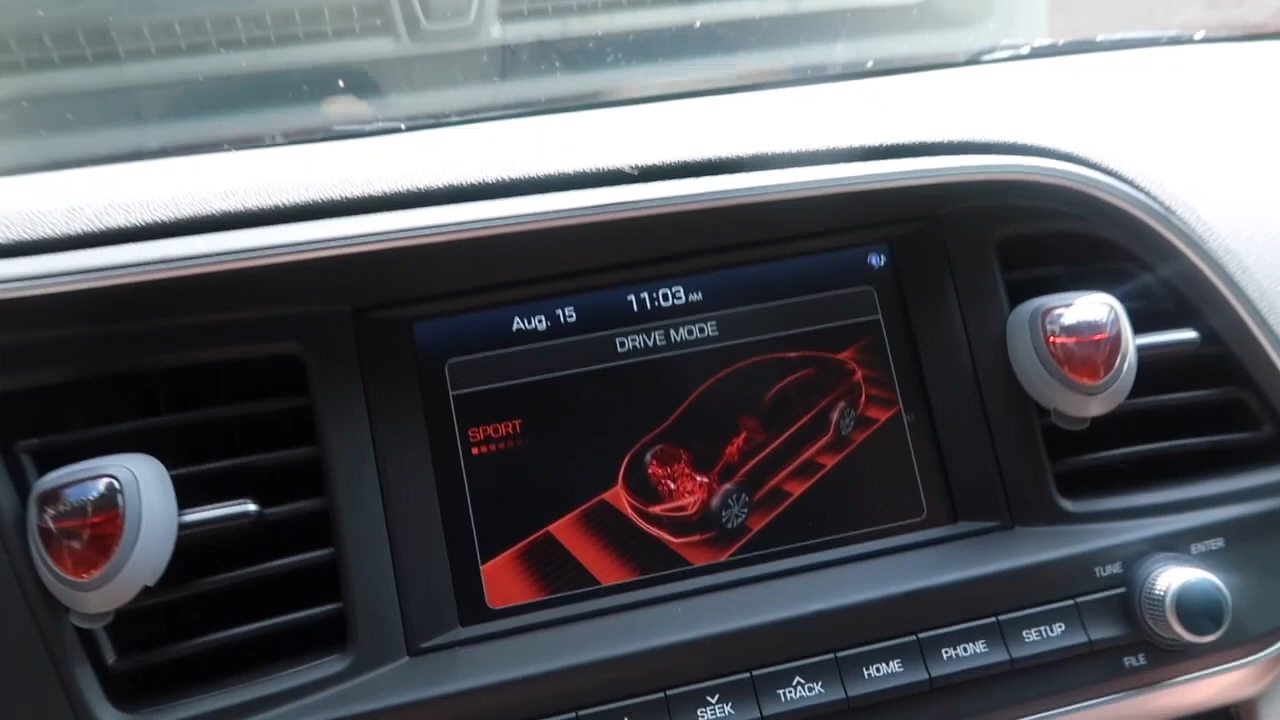 Aug. 15 11:03 AM
DRIVE MODE
SPORT
ENTER
TUNE
SEEK
TRACK
HOME
PHONE
SETUP
FILE